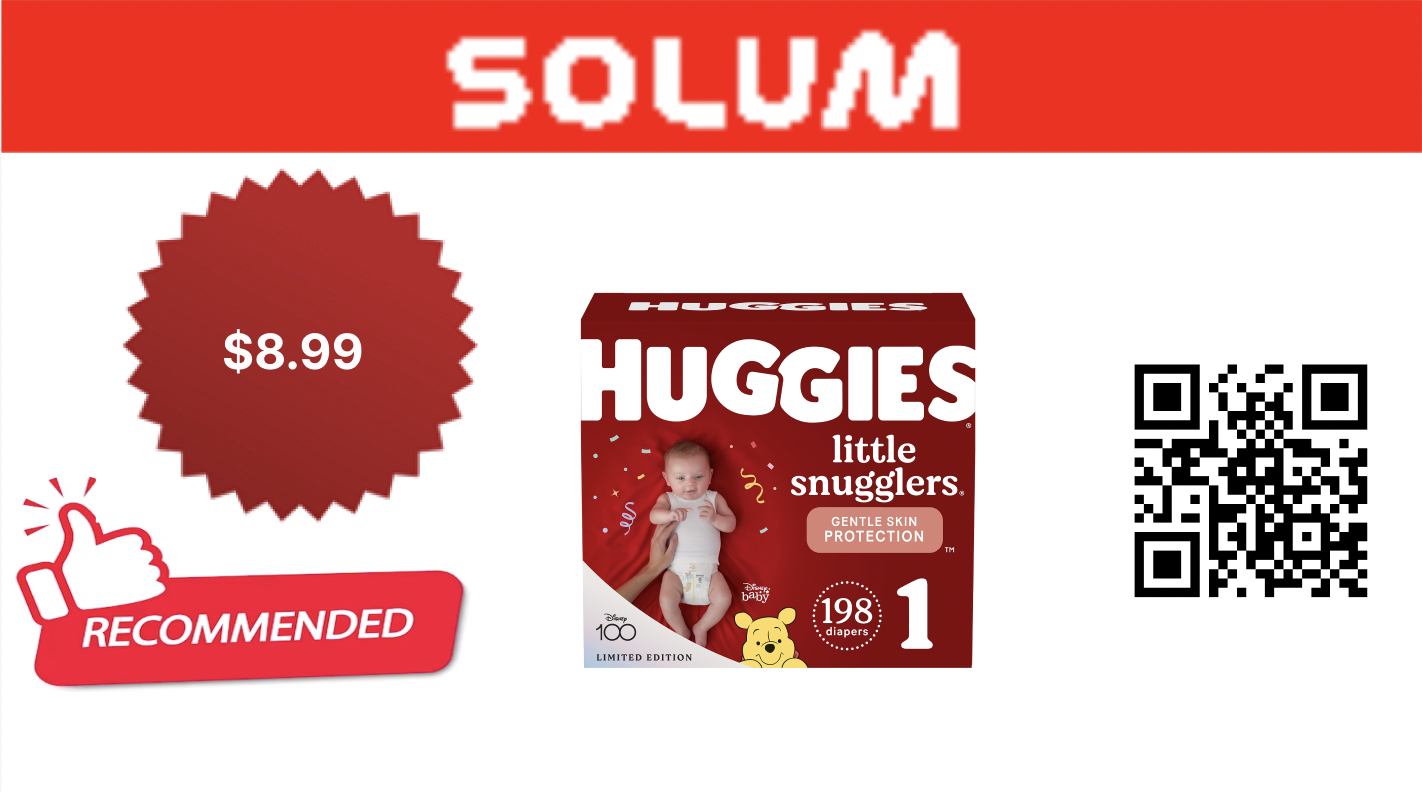 SOLUM
$8.99
RECOMMENDED
HUGGIES
HUGGIES®
little
snugglers®
GENTLE SKIN
PROTECTION
™
Disney
baby
198
diapers
1
Disney
100
LIMITED EDITION